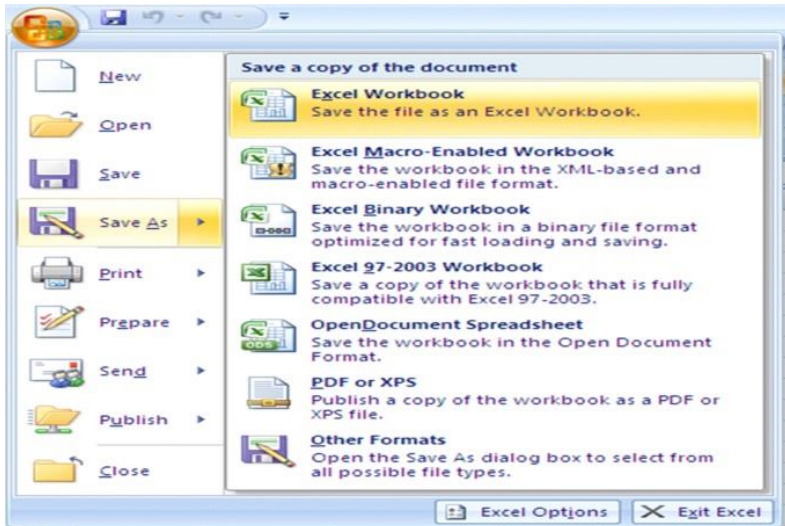 New
Open
Save
Save As
Print
Prepare
Send
Publish
Close
Save a copy of the document
Excel Workbook
Save the file as an Excel Workbook.
Excel Macro-Enabled Workbook
Save the workbook in the XML-based and
macro-enabled file format.
Excel Binary Workbook
Save the workbook in a binary file format
optimized for fast loading and saving.
Excel 97-2003 Workbook
Save a copy of the workbook that is fully
compatible with Excel 97-2003.
OpenDocument Spreadsheet
Save the workbook in the Open Document
Format.
PDF or XPS
Publish a copy of the workbook as a PDF or
XPS file.
Other Formats
Open the Save As dialog box to select from
all possible file types.
Excel Options
Exit Excel